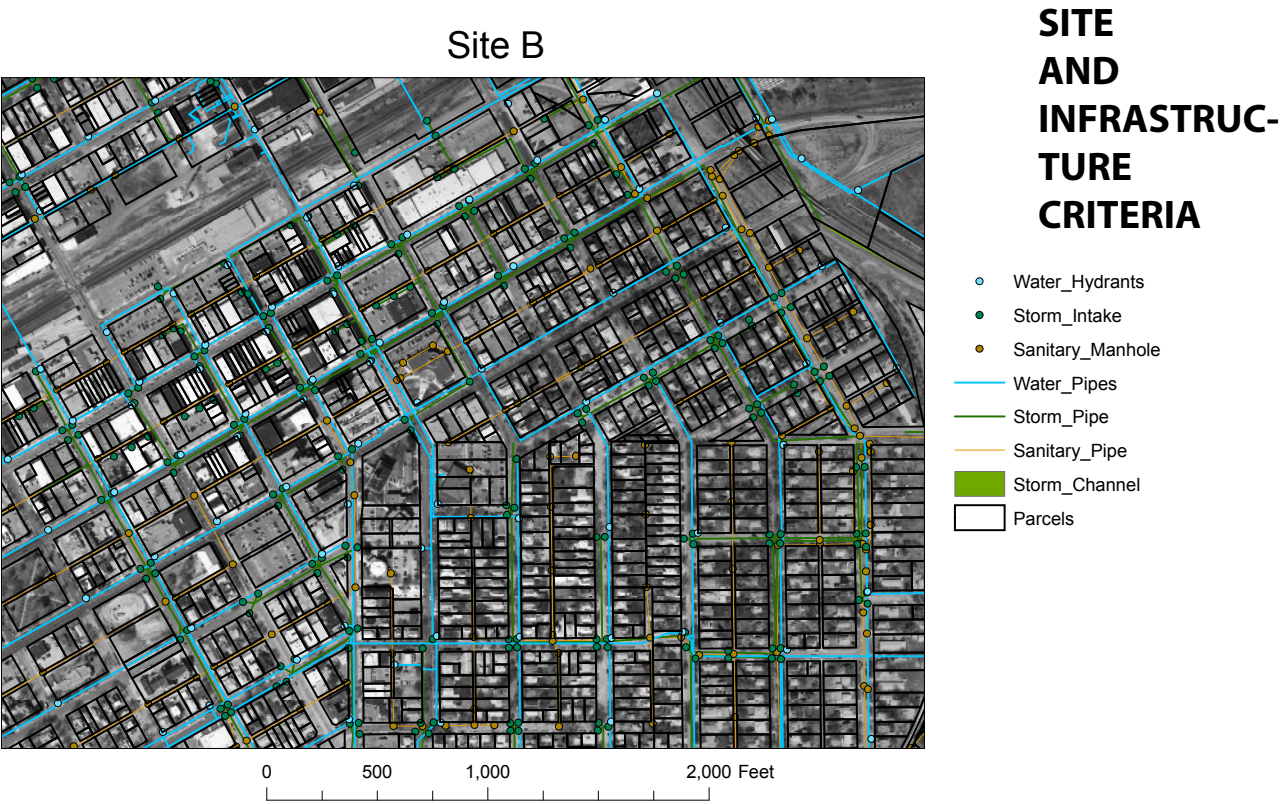 Site B
SITE
AND
INFRASTRUC-
TURE
CRITERIA
Water_Hydrants
Storm_Intake
Sanitary_Manhole
Water_Pipes
Storm_Pipe
Sanitary_Pipe
Storm_Channel
Parcels
0 500 1,000 2,000 Feet